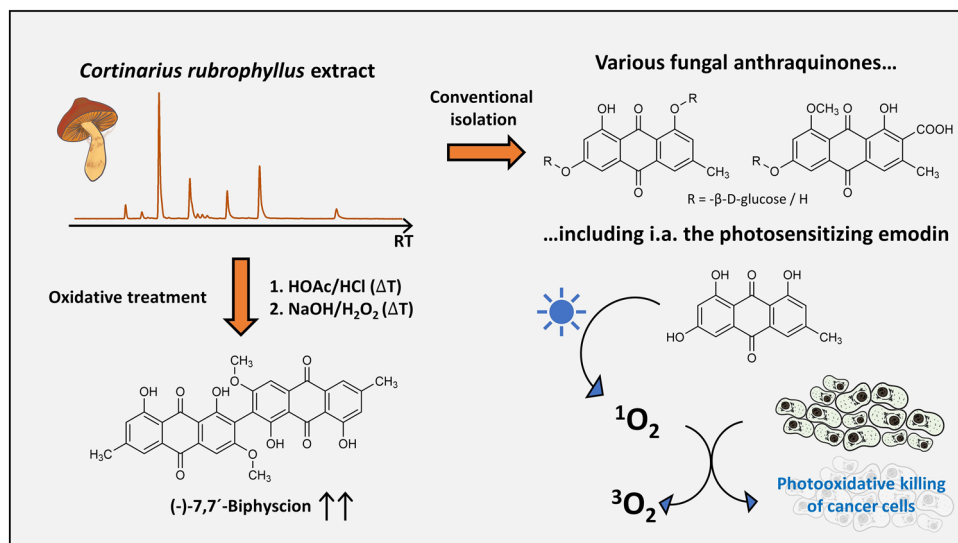 Cortinarius rubrophyllus extract
RT
Conventional
isolation
Various fungal anthraquinones…
OH
O
O
R
R
O
O
CH₃
OCH₃
O
OH
COOH
R
O
O
CH₃
R = -β-D-glucose / H
…including i.a. the photosensitizing emodin
OH
O
OH
HO
O
CH₃
Oxidative treatment
1. HOAc/HCl (ΔT)
2. NaOH/H₂O₂ (ΔT)
CH₃
O
O
CH₃
OH
O
OH
H₃C
O
O
CH₃
OH
O
OH
(-)-7,7´-Biphyscion ↑↑
¹O₂
³O₂
Photooxidative killing
of cancer cells